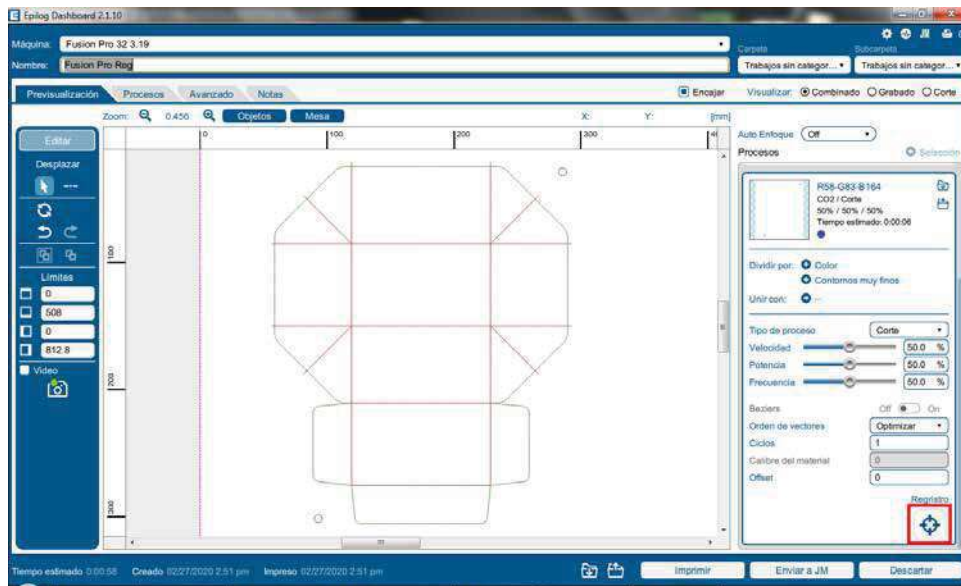 Epilog Dashboard 2.1.10
Máquina: Fusion Pro 32 3.19
Nombre: Fusion Pro Reg
Carpeta
Subcarpeta
Trabajos sin categor...
Trabajos sin categor...
Previsualización Procesos Avanzado Notas
Encajar
Visualizar: Combinado Grabado Corte
Zoom: 0.456 Objetos Mesa X: Y: [mm]
0 100 200 300
100
200
300
Editar
Desplazar
Límites
0
508
0
812.8
Video
Auto Enfoque Off
Procesos
R58-G83-B164
CO2 / Corte
50% / 50% / 50%
Tiempo estimado: 0:00:06
Dividir por: Color
Contornos muy finos
Unir con: --
Tipo de proceso Corte
Velocidad 50.0 %
Potencia 50.0 %
Frecuencia 50.0 %
Beziers Off On
Orden de vectores Optimizar
Ciclos 1
Calibre del material 0
Offset 0
Regristro
Tiempo estimado 0:00:58 Creado 02/27/2020 2:51 pm Impreso 02/27/2020 2:51 pm
Imprimir
Enviar a JM
Descartar